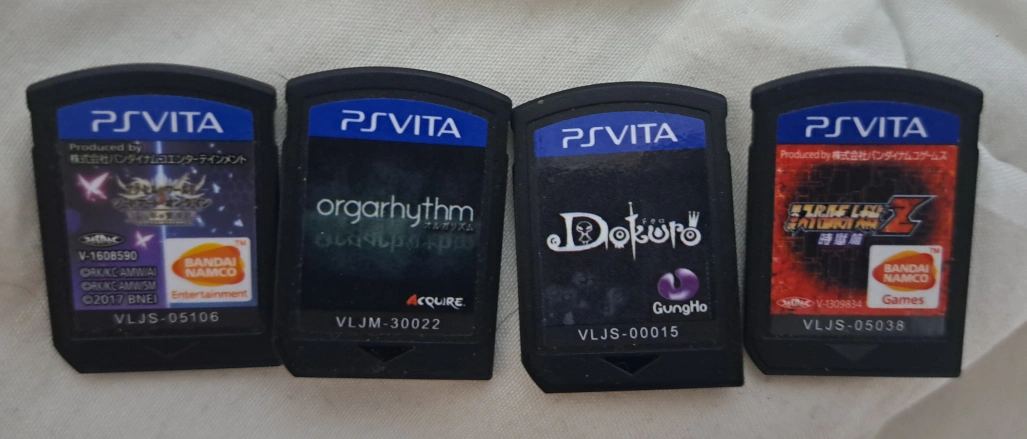 PSVITA
Produced by
株式会社バンダイナムコエンターテインメント
V-1608590
©RK/KC·AMW/AI
©RK/KC·AMW/SM
©2017 BNEI
BANDAI
NAMCO
Entertainment
VLJS-05106
PSVITA
orgarhythm
オルガリズム
ACQUIRE
VLJM-30022
PSVITA
Dokuro
GungHo
VLJS-00015
PSVITA
Produced by 株式会社バンダイナムコゲームス
Z
時獄篇
BANDAI
NAMCO
Games
V-1309834
VLJS-05038